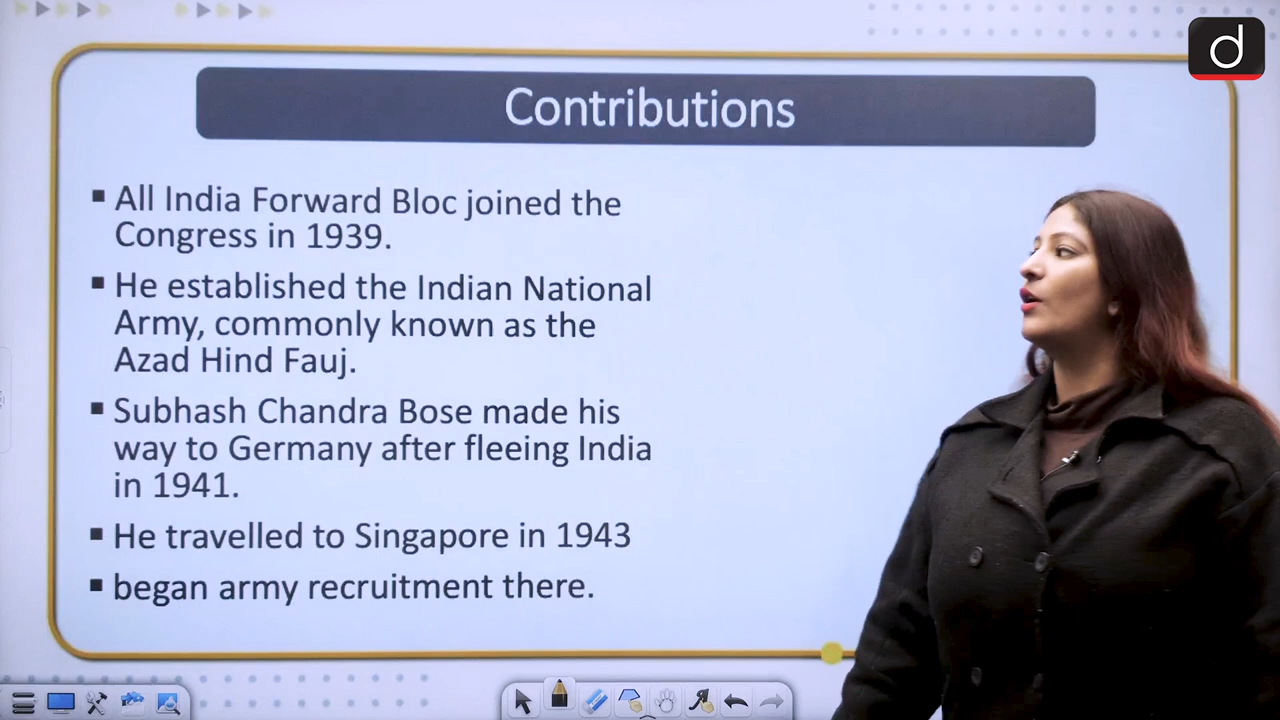 d
Contributions
All India Forward Bloc joined the
Congress in 1939.
He established the Indian National
Army, commonly known as the
Azad Hind Fauj.
Subhash Chandra Bose made his
way to Germany after fleeing India
in 1941.
He travelled to Singapore in 1943
began army recruitment there.